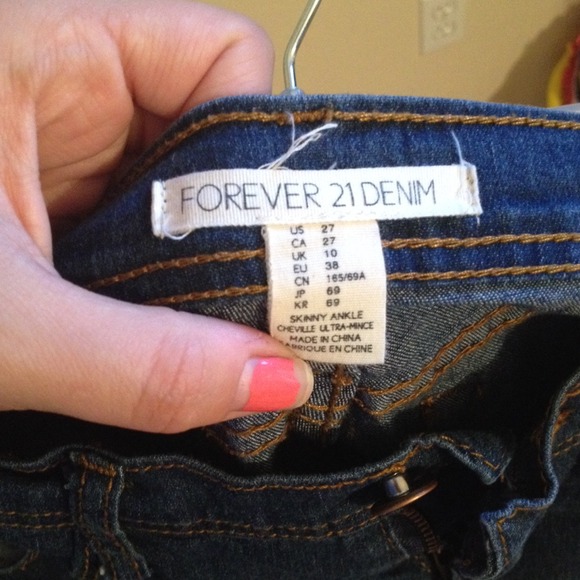 FOREVER 21 DENIM
US 27
CA 27
UK 10
EU 38
CN 165/69A
JP 69
KR 69
SKINNY ANKLE
CHEVILLE ULTRA-MINCE
MADE IN CHINA
FABRIQUE EN CHINE